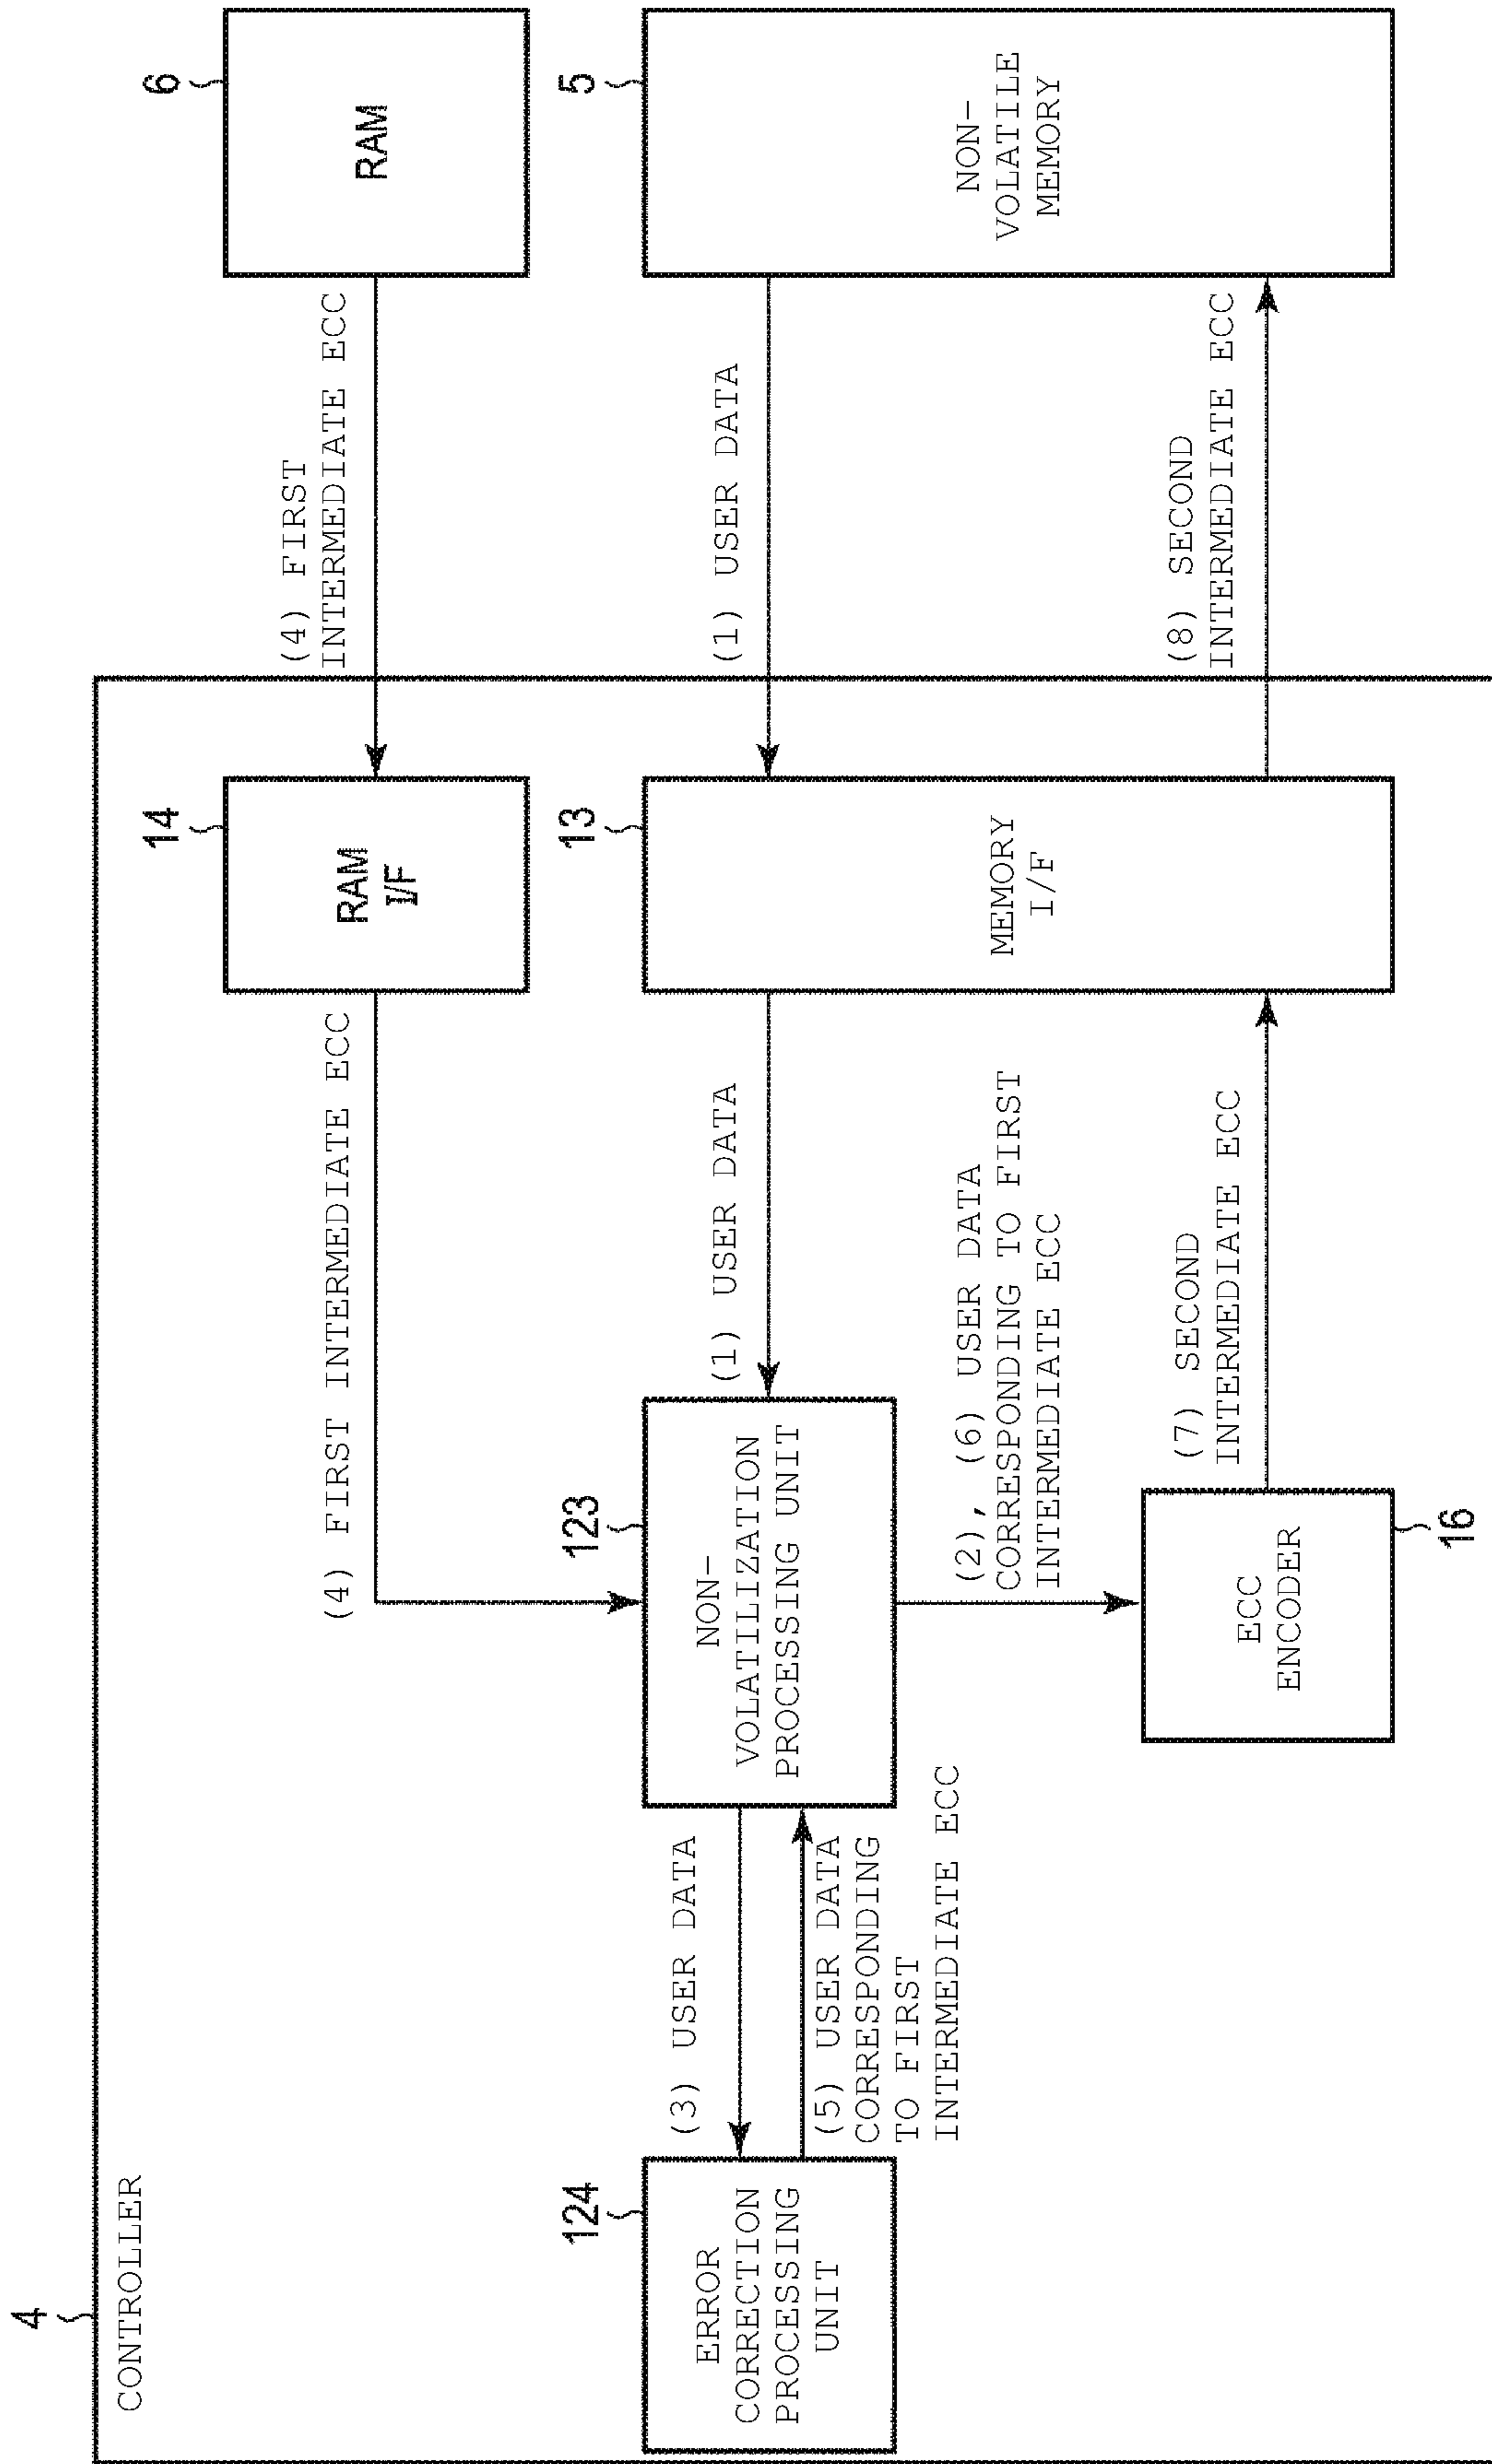 4
CONTROLLER
124
ERROR
CORRECTION
PROCESSING
UNIT
(3) USER DATA
(5) USER DATA
CORRESPONDING
TO FIRST
INTERMEDIATE ECC
123
NON-
VOLATILIZATION
PROCESSING UNIT
(4) FIRST INTERMEDIATE ECC
(1) USER DATA
(2), (6) USER DATA
CORRESPONDING TO FIRST
INTERMEDIATE ECC
ECC
ENCODER
16
(7) SECOND
INTERMEDIATE ECC
14
RAM
I/F
13
MEMORY
I/F
(4) FIRST
INTERMEDIATE ECC
(1) USER DATA
(8) SECOND
INTERMEDIATE ECC
6
RAM
5
NON-
VOLATILE
MEMORY